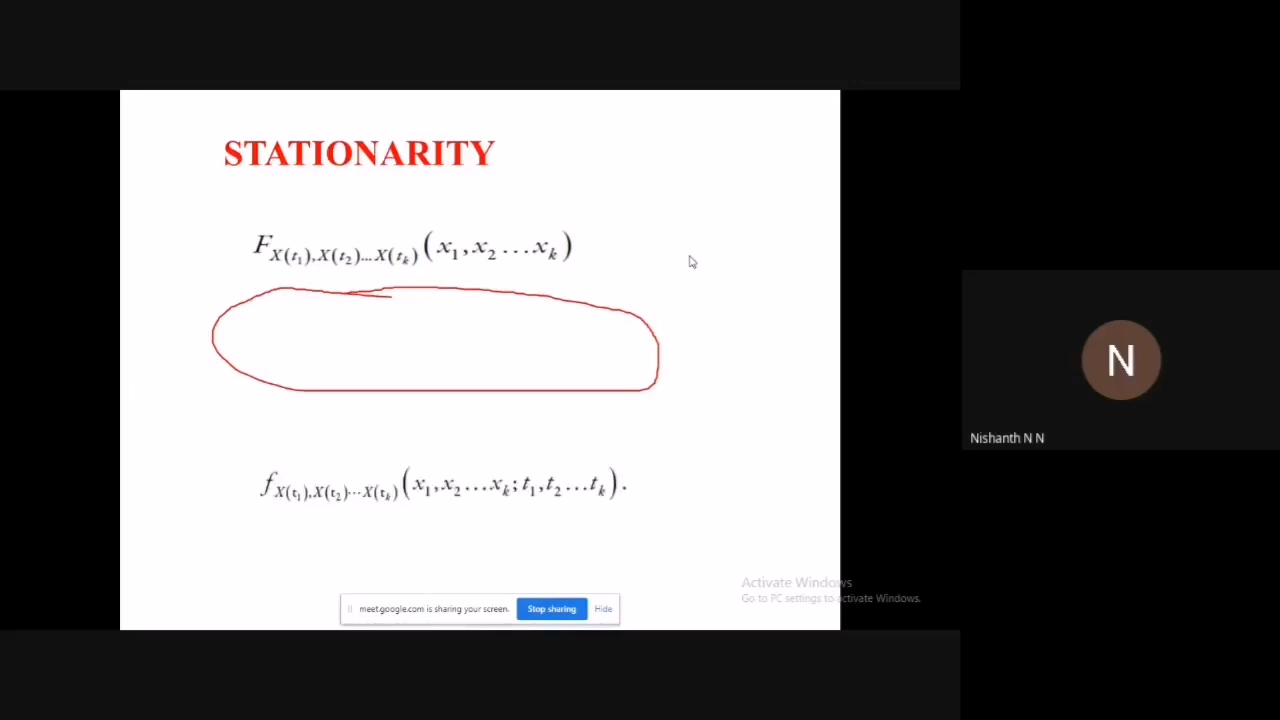 STATIONARITY
F_{X(t_1),X(t_2)...X(t_k)}(x_1,x_2...x_k)
f_{X(t_1),X(t_2)...X(t_k)}(x_1,x_2...x_k;t_1,t_2...t_k).
N
Nishanth N N
Activate Windows
Go to PC settings to activate Windows.
meet.google.com is sharing your screen.
Stop sharing
Hide